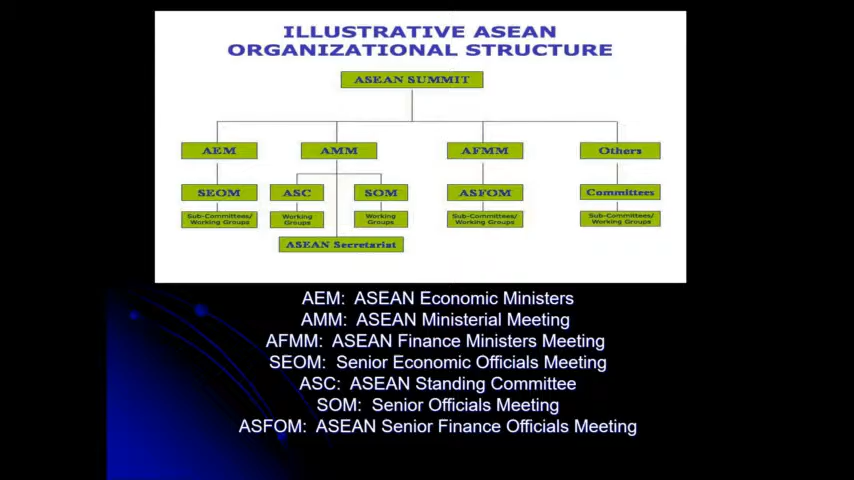 ILLUSTRATIVE ASEAN
ORGANIZATIONAL STRUCTURE
ASEAN SUMMIT
AEM
AMM
AFMM
Others
SEOM
ASC
SOM
ASFOM
Committees
Sub-Committees/
Working Groups
Working
Groups
Working
Groups
Sub-Committees/
Working Groups
Sub-Committees/
Working Groups
ASEAN Secretariat
AEM: ASEAN Economic Ministers
AMM: ASEAN Ministerial Meeting
AFMM: ASEAN Finance Ministers Meeting
SEOM: Senior Economic Officials Meeting
ASC: ASEAN Standing Committee
SOM: Senior Officials Meeting
ASFOM: ASEAN Senior Finance Officials Meeting